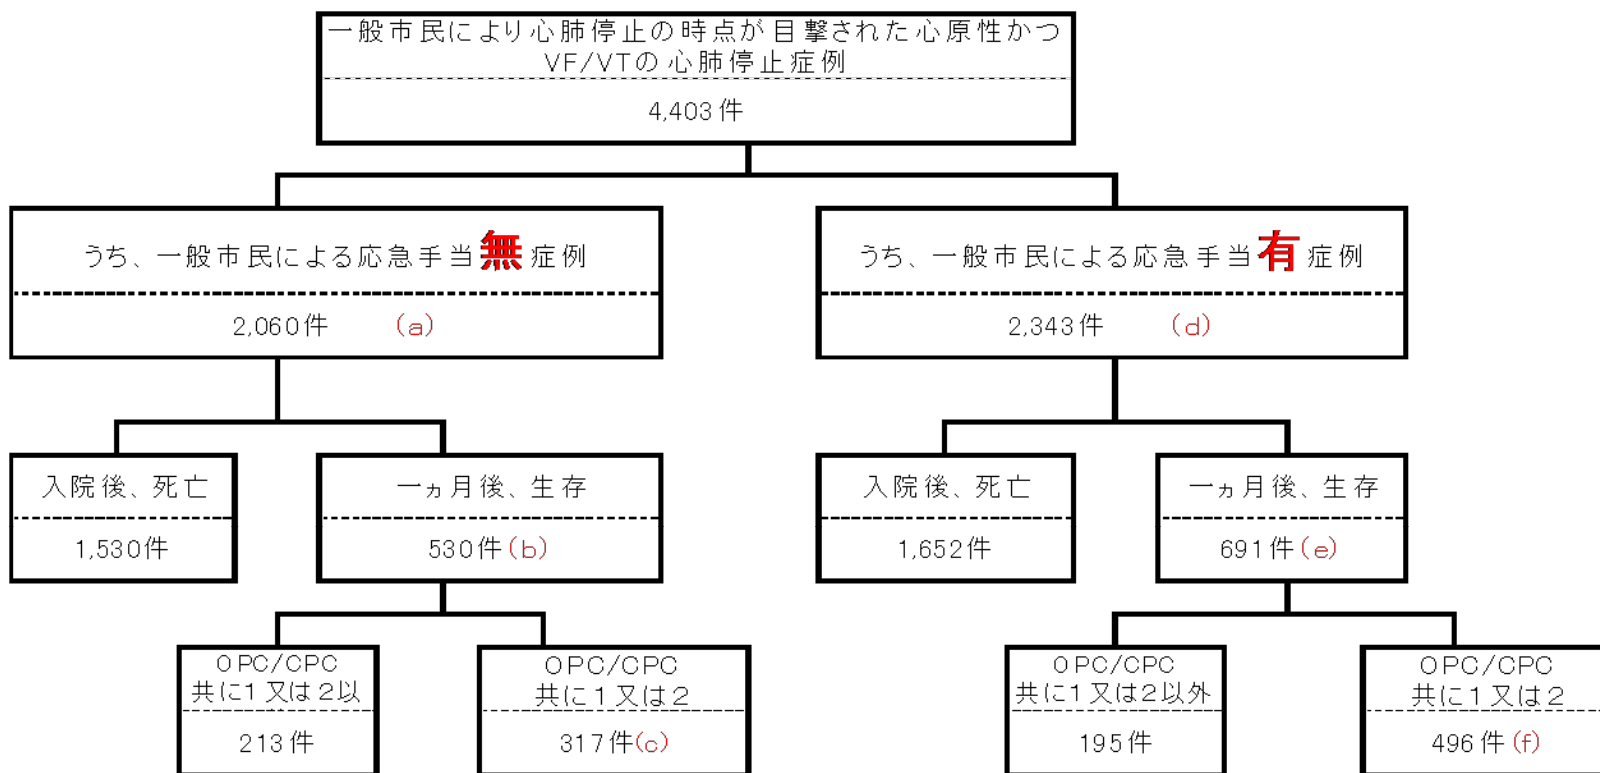 一般市民により心肺停止の時点が目撃された心原性かつ
VF/VTの心肺停止症例
4,403件
うち、一般市民による応急手当無症例
2,060件 (a)
うち、一般市民による応急手当有症例
2,343件 (d)
入院後、死亡
1,530件
一ヵ月後、生存
530件(b)
入院後、死亡
1,652件
一ヵ月後、生存
691件(e)
OPC/CPC
共に1又は2以
213件
OPC/CPC
共に1又は2
317件(c)
OPC/CPC
共に1又は2以外
195件
OPC/CPC
共に1又は2
496件(f)